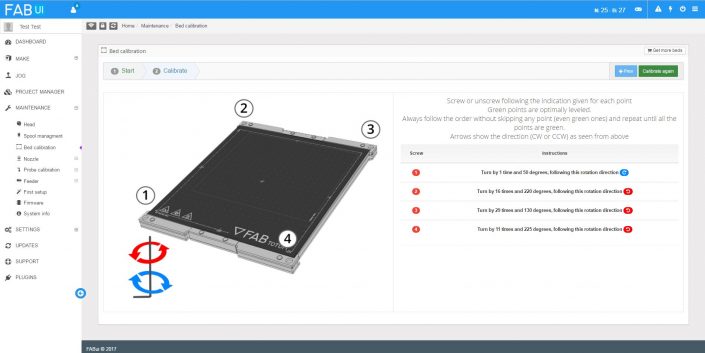 FAB UI
25 27
Test Test
Home / Maintenance / Bed calibration
DASHBOARD
MAKE
JOG
PROJECT MANAGER
MAINTENANCE
Head
Spool managment
Bed calibration
Nozzle
Probe calibration
Feeder
First setup
Firmware
System info
SETTINGS
UPDATES
SUPPORT
PLUGINS
Bed calibration
Get more beds
1 Start
2 Calibrate
Prev
Calibrate again
2
3
1
4
FAB TOTUM
Screw or unscrew following the indication given for each point
Green points are optimally leveled.
Always follow the order without skipping any point (even green ones) and repeat until all the
points are green.
Arrows show the direction (CW or CCW) as seen from above
Screw Instructions
1 Turn by 1 time and 50 degrees, following this rotation direction
2 Turn by 16 times and 220 degrees, following this rotation direction
3 Turn by 29 times and 130 degrees, following this rotation direction
4 Turn by 11 times and 225 degrees, following this rotation direction
FABui © 2017